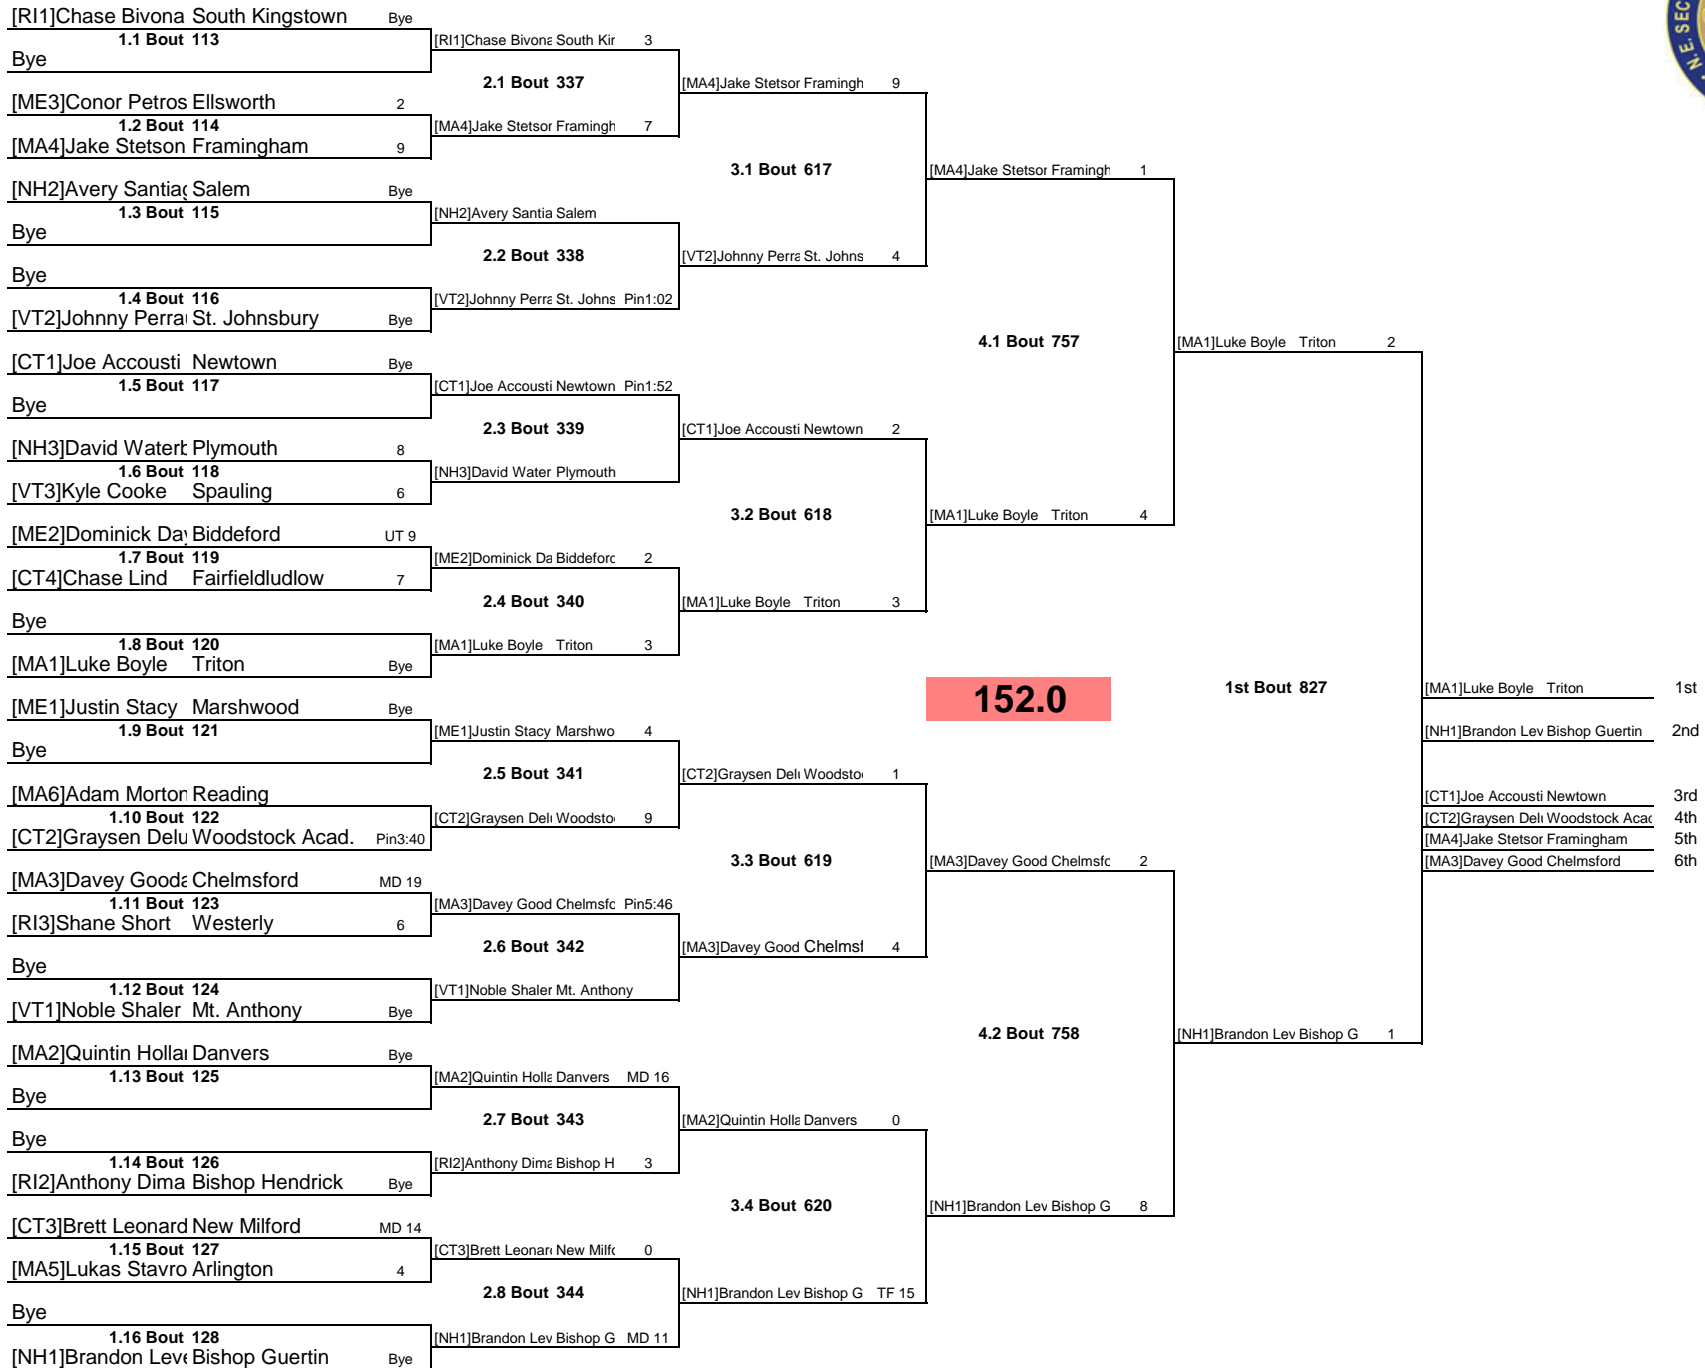 [RI1]Chase Bivona South Kingstown Bye
1.1 Bout 113
Bye
[ME3]Conor Petros Ellsworth 2
1.2 Bout 114
[MA4]Jake Stetson Framingham 9
[NH2]Avery Santiag Salem Bye
1.3 Bout 115
Bye
Bye
1.4 Bout 116
[VT2]Johnny Perrau St. Johnsbury Bye
[CT1]Joe Accousti Newtown Bye
1.5 Bout 117
Bye
[NH3]David Waterb Plymouth 8
1.6 Bout 118
[VT3]Kyle Cooke Spauling 6
[ME2]Dominick Day Biddeford UT 9
1.7 Bout 119
[CT4]Chase Lind Fairfieldludlow 7
Bye
1.8 Bout 120
[MA1]Luke Boyle Triton Bye
[ME1]Justin Stacy Marshwood Bye
1.9 Bout 121
Bye
[MA6]Adam Morton Reading
1.10 Bout 122
[CT2]Graysen Delu Woodstock Acad. Pin3:40
[MA3]Davey Gooda Chelmsford MD 19
1.11 Bout 123
[RI3]Shane Short Westerly 6
Bye
1.12 Bout 124
[VT1]Noble Shaler Mt. Anthony Bye
[MA2]Quintin Hollan Danvers Bye
1.13 Bout 125
Bye
Bye
1.14 Bout 126
[RI2]Anthony Dima Bishop Hendrick Bye
[CT3]Brett Leonard New Milford MD 14
1.15 Bout 127
[MA5]Lukas Stavro Arlington 4
Bye
1.16 Bout 128
[NH1]Brandon Leve Bishop Guertin Bye
[RI1]Chase Bivona South Kin 3
2.1 Bout 337
[MA4]Jake Stetson Framingh 7
[NH2]Avery Santia Salem
2.2 Bout 338
[VT2]Johnny Perra St. Johns Pin1:02
[CT1]Joe Accousti Newtown Pin1:52
2.3 Bout 339
[NH3]David Water Plymouth
[ME2]Dominick Da Biddeford 2
2.4 Bout 340
[MA1]Luke Boyle Triton 3
[ME1]Justin Stacy Marshwo 4
2.5 Bout 341
[CT2]Graysen Delu Woodstoc 9
[MA3]Davey Good Chelmsfo Pin5:46
2.6 Bout 342
[VT1]Noble Shaler Mt. Anthony
[MA2]Quintin Holla Danvers MD 16
2.7 Bout 343
[RI2]Anthony Dima Bishop H 3
[CT3]Brett Leonard New Milfo 0
2.8 Bout 344
[NH1]Brandon Lev Bishop G MD 11
[MA4]Jake Stetson Framingh 9
3.1 Bout 617
[VT2]Johnny Perra St. Johns 4
[CT1]Joe Accousti Newtown 2
3.2 Bout 618
[MA1]Luke Boyle Triton 3
[CT2]Graysen Delu Woodstoc 1
3.3 Bout 619
[MA3]Davey Good Chelmsf 4
[MA2]Quintin Holla Danvers 0
3.4 Bout 620
[NH1]Brandon Lev Bishop G TF 15
[MA4]Jake Stetson Framingh 1
4.1 Bout 757
[MA1]Luke Boyle Triton 4
152.0
[MA3]Davey Good Chelmsfo 2
4.2 Bout 758
[NH1]Brandon Lev Bishop G 8
[MA1]Luke Boyle Triton 2
1st Bout 827
[NH1]Brandon Lev Bishop G 1
[MA1]Luke Boyle Triton 1st
[NH1]Brandon Lev Bishop Guertin 2nd
[CT1]Joe Accousti Newtown 3rd
[CT2]Graysen Delu Woodstock Acad 4th
[MA4]Jake Stetson Framingham 5th
[MA3]Davey Good Chelmsford 6th
N.E. SEC